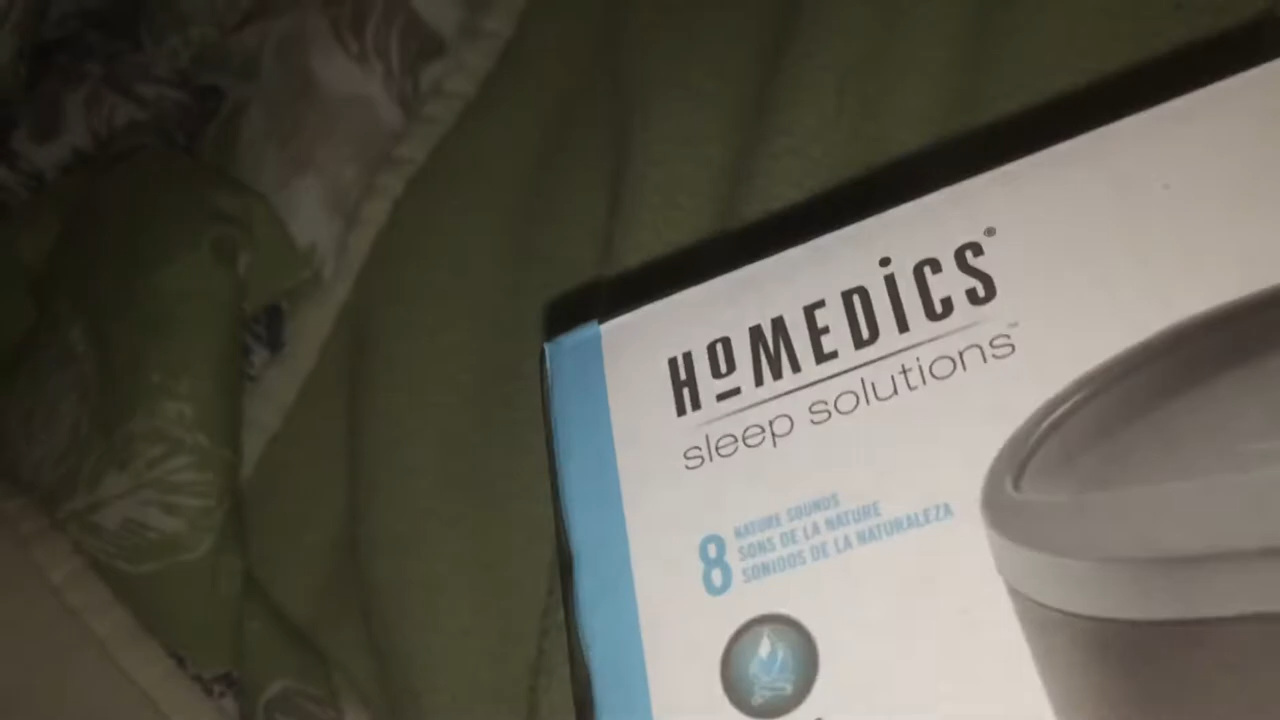 HOMEDICS®
sleep solutions™
8
NATURE SOUNDS
SONS DE LA NATURE
SONIDOS DE LA NATURALEZA